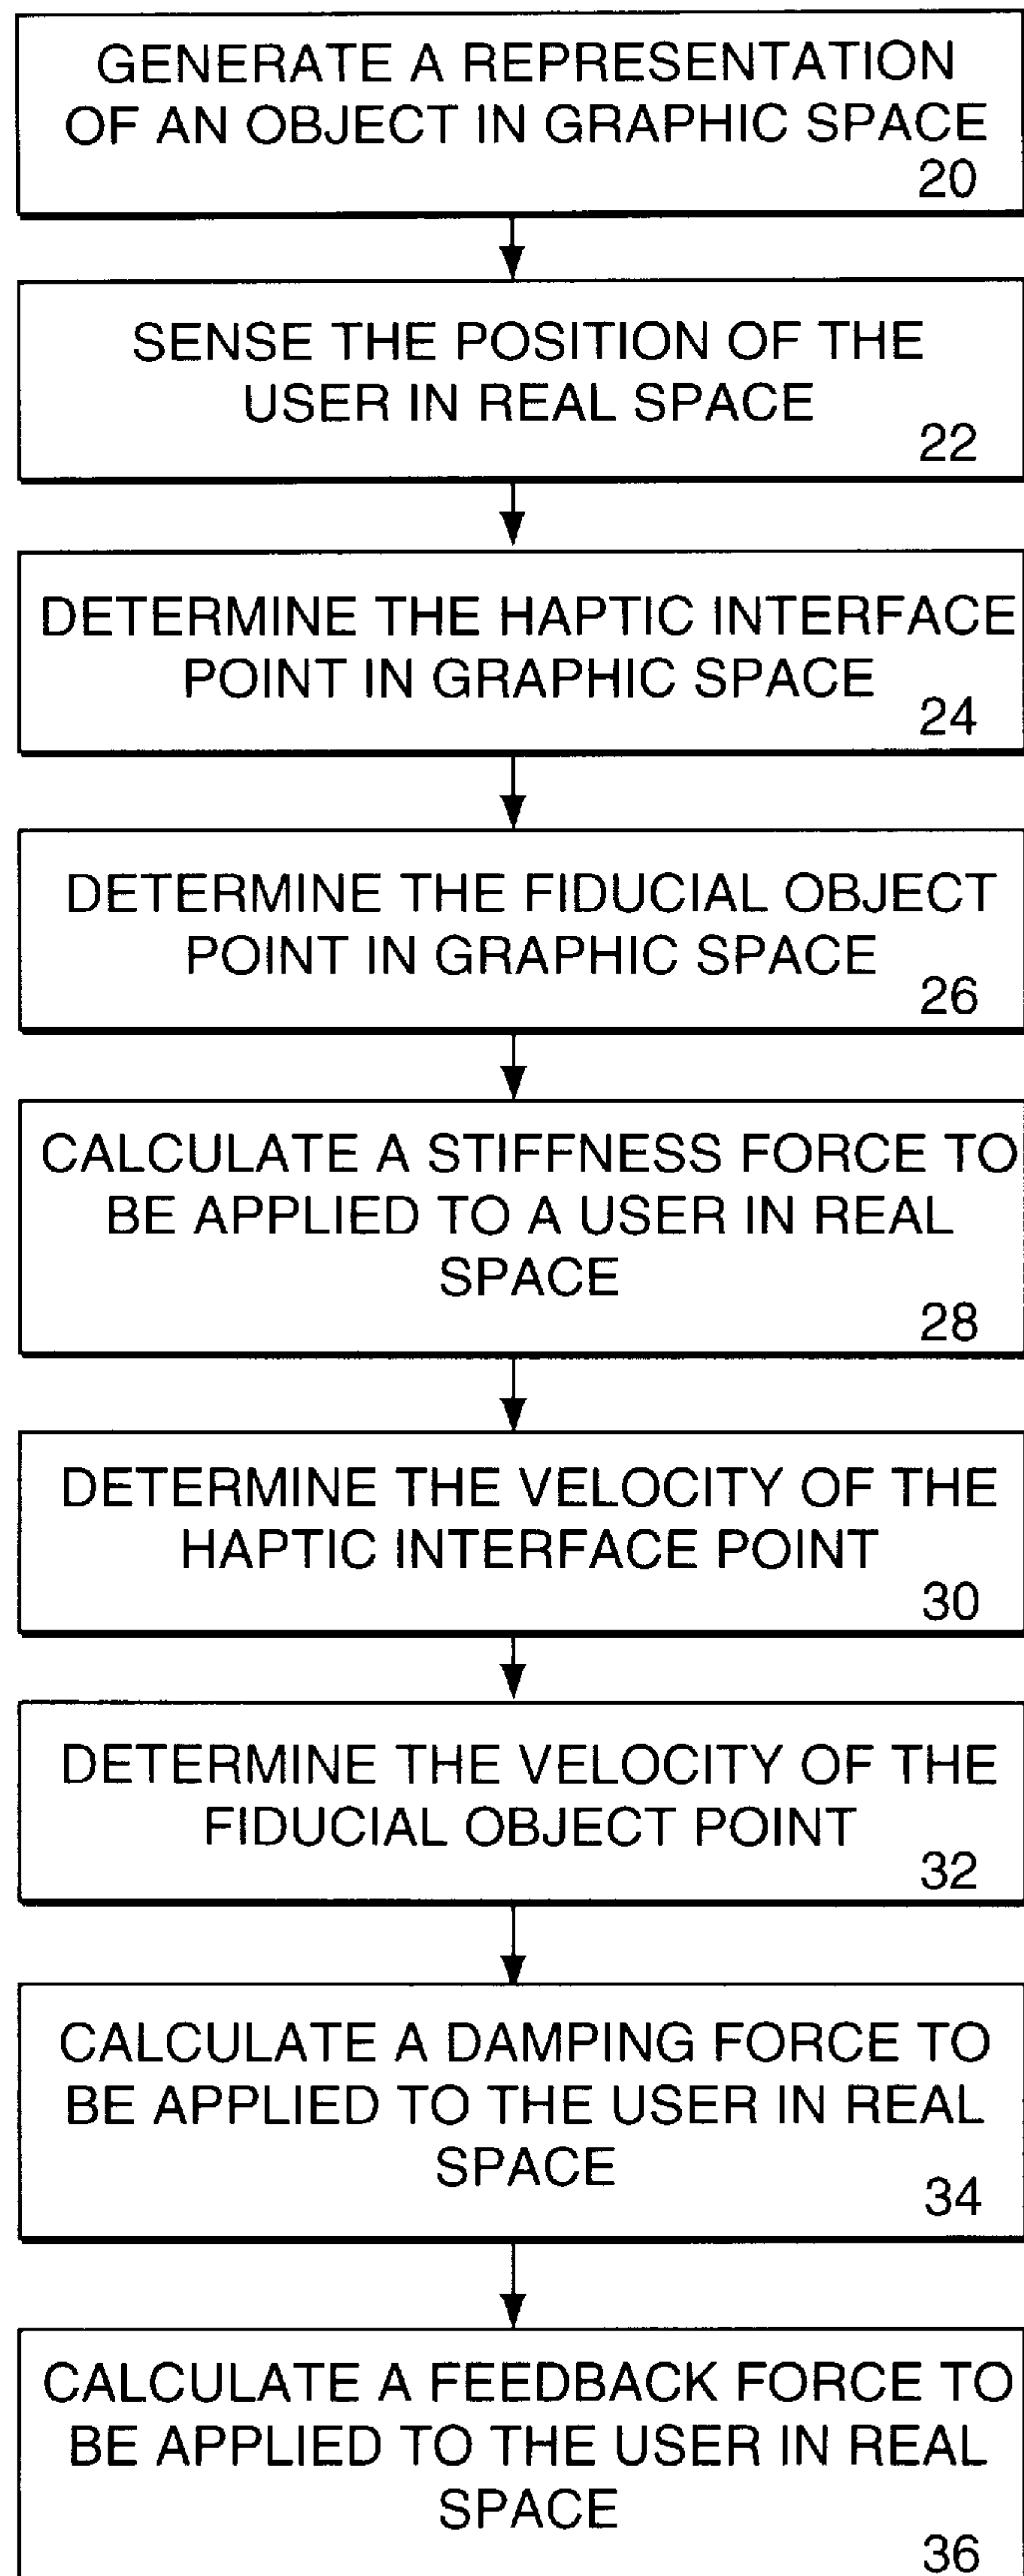 GENERATE A REPRESENTATION
OF AN OBJECT IN GRAPHIC SPACE
20
SENSE THE POSITION OF THE
USER IN REAL SPACE
22
DETERMINE THE HAPTIC INTERFACE
POINT IN GRAPHIC SPACE
24
DETERMINE THE FIDUCIAL OBJECT
POINT IN GRAPHIC SPACE
26
CALCULATE A STIFFNESS FORCE TO
BE APPLIED TO A USER IN REAL
SPACE
28
DETERMINE THE VELOCITY OF THE
HAPTIC INTERFACE POINT
30
DETERMINE THE VELOCITY OF THE
FIDUCIAL OBJECT POINT
32
CALCULATE A DAMPING FORCE TO
BE APPLIED TO THE USER IN REAL
SPACE
34
CALCULATE A FEEDBACK FORCE TO
BE APPLIED TO THE USER IN REAL
SPACE
36